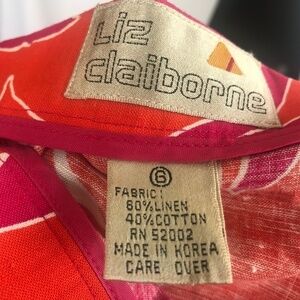 Liz
claiborne
6
FABRIC:
60%LINEN
40%COTTON
RN 52002
MADE IN KOREA
CARE OVER